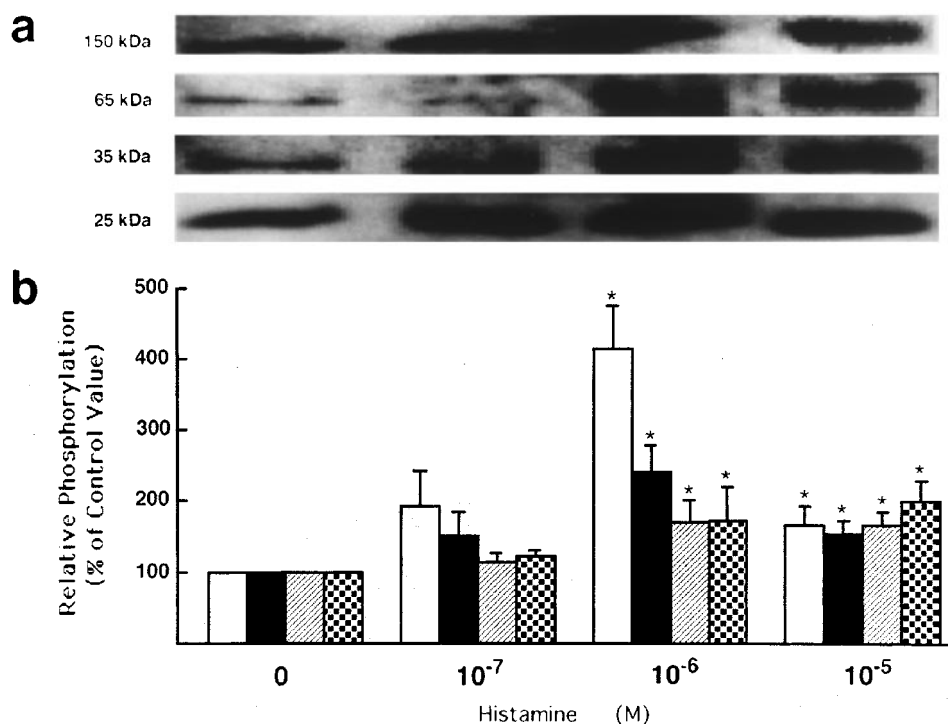 a
150 kDa
65 kDa
35 kDa
25 kDa
b
Relative Phosphorylation
(% of Control Value)
500
400
300
200
100
*
* * *
* * * *
0 10⁻⁷ 10⁻⁶ 10⁻⁵
Histamine (M)